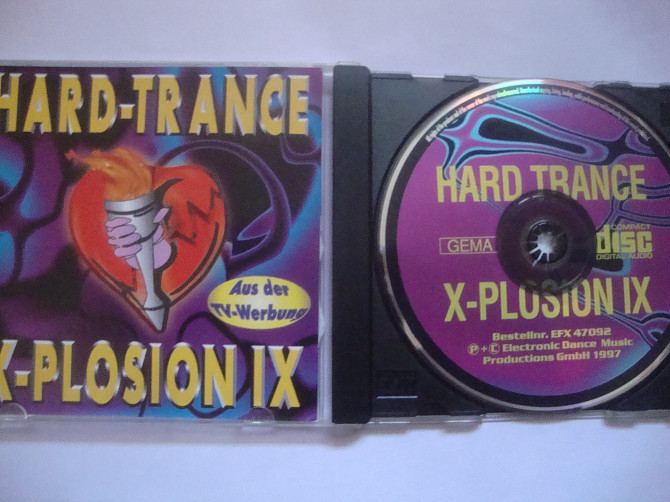 HARD-TRANCE
Aus der
TV-Werbung
X-PLOSION IX
HARD TRANCE
GEMA
COMPACT
DISC
DIGITAL AUDIO
X-PLOSION IX
Bestellnr. EFX 47092
P + C Electronic Dance Music
Productions GmbH 1997